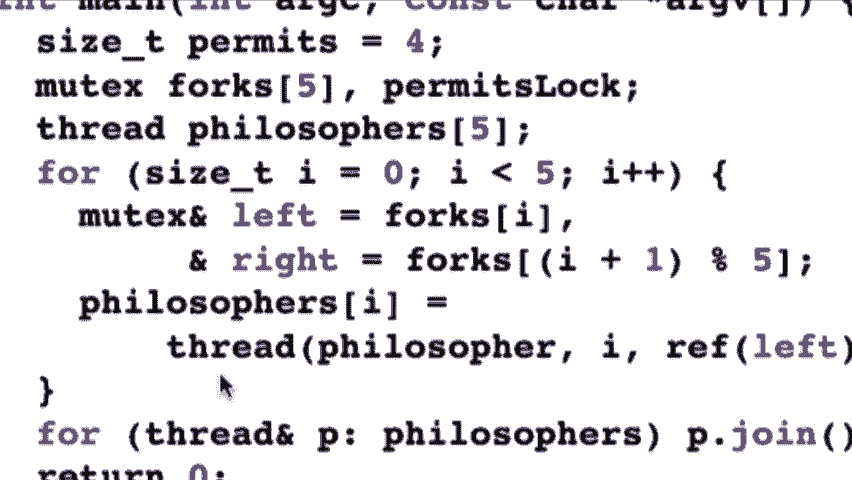 int main(int argc, const char *argv[]) {
size_t permits = 4;
mutex forks[5], permitsLock;
thread philosophers[5];
for (size_t i = 0; i < 5; i++) {
mutex& left = forks[i],
& right = forks[(i + 1) % 5];
philosophers[i] =
thread(philosopher, i, ref(left)
}
for (thread& p: philosophers) p.join()
return 0;